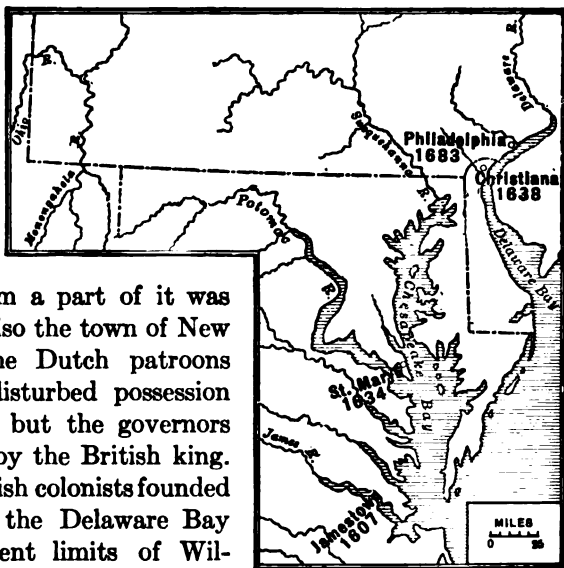 R.
Ohio
R.
Monongahela
Susquehanna R.
Delaware
R.
Philadelphia
1683
Christiana
1638
Delaware Bay
Potomac
R.
Chesapeake
Bay
St. Marys
1634
James R.
Jamestown
1607
MILES
0 25
m a part of it was
lso the town of New
he Dutch patroons
disturbed possession
but the governors
by the British king.
ish colonists founded
the Delaware Bay
ent limits of Wil-